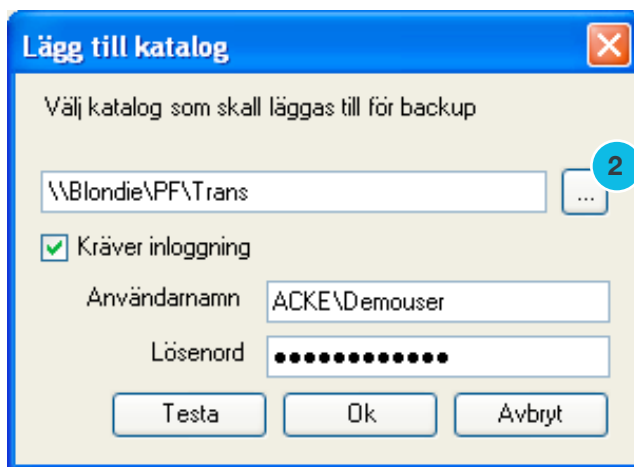 Lägg till katalog
Välj katalog som skall läggas till för backup
2
\\Blondie\PF\Trans
...
Kräver inloggning
Användarnamn ACKE\Demouser
Lösenord ●●●●●●●●●●●●
Testa Ok Avbryt